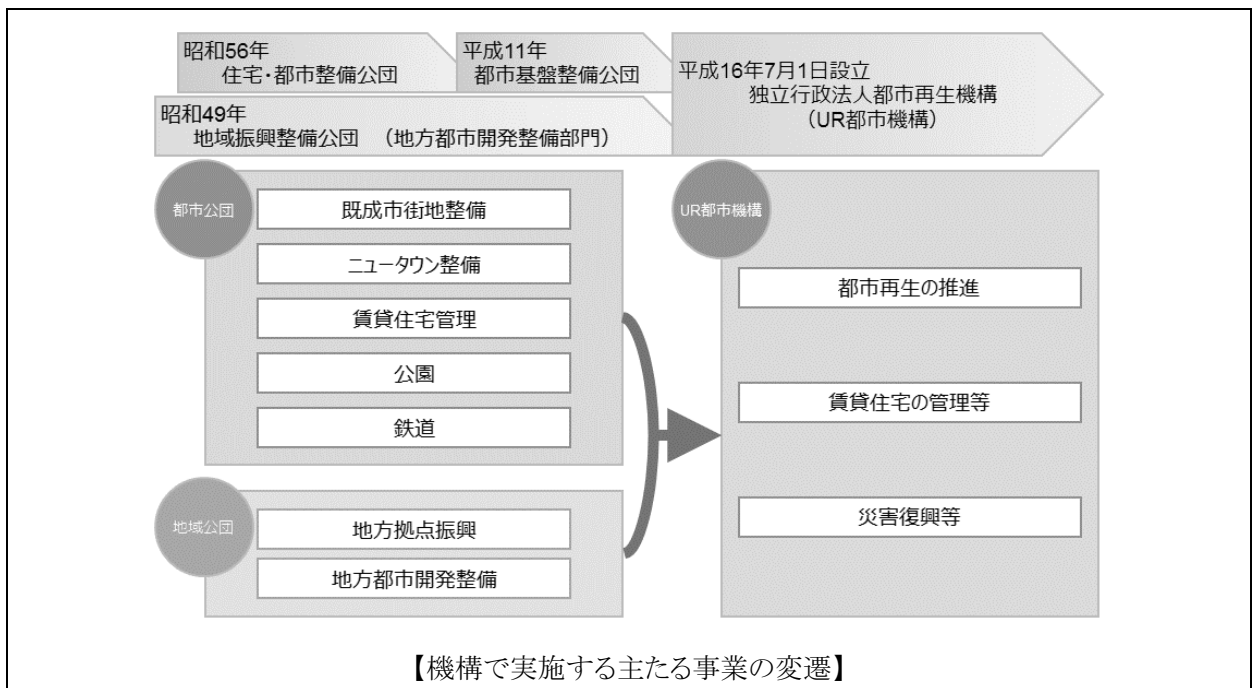 昭和56年
住宅・都市整備公団
平成11年
都市基盤整備公団
平成16年7月1日設立
独立行政法人都市再生機構
（UR都市機構）
昭和49年
地域振興整備公団　（地方都市開発整備部門）
都市公団
既成市街地整備
ニュータウン整備
賃貸住宅管理
公園
鉄道
地域公団
地方拠点振興
地方都市開発整備
UR都市機構
都市再生の推進
賃貸住宅の管理等
災害復興等
【機構で実施する主たる事業の変遷】